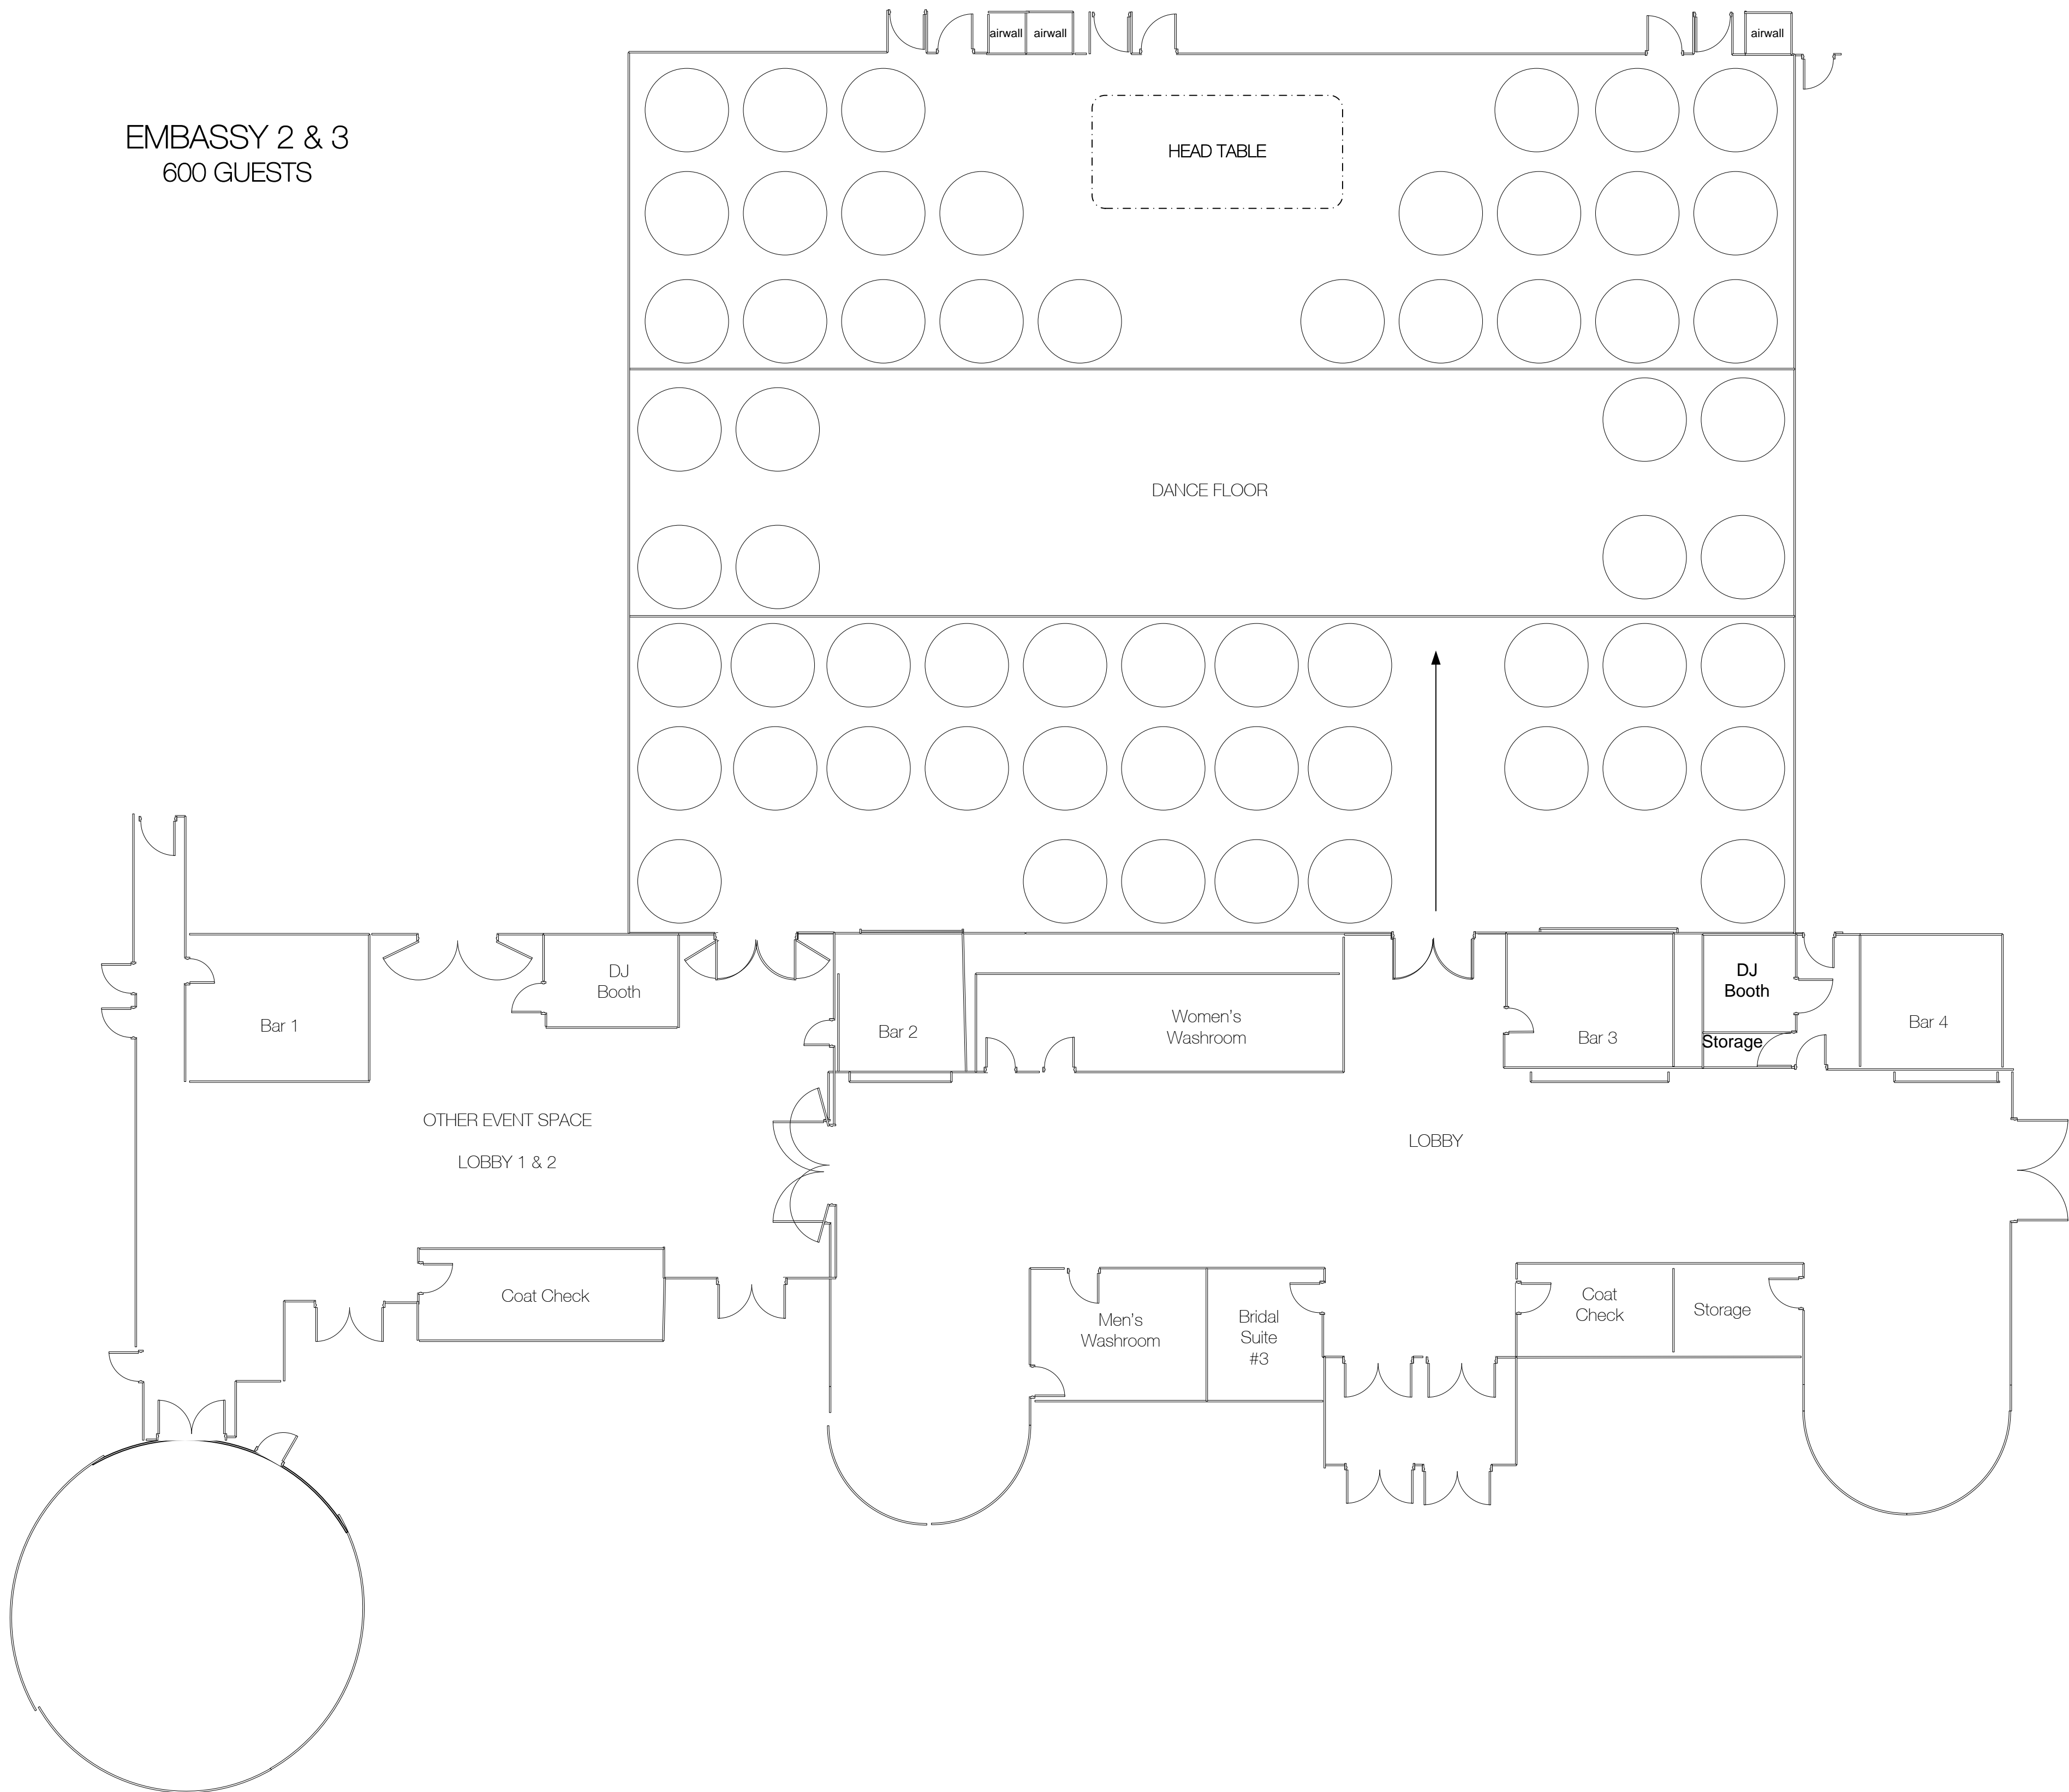 airwall
airwall
airwall
EMBASSY 2 & 3
600 GUESTS
HEAD TABLE
DANCE FLOOR
DJ
Booth
DJ
Booth
Bar 1
Bar 2
Women's
Washroom
Bar 3
Storage
Bar 4
OTHER EVENT SPACE
LOBBY 1 & 2
LOBBY
Coat Check
Men's
Washroom
Bridal
Suite
#3
Coat
Check
Storage